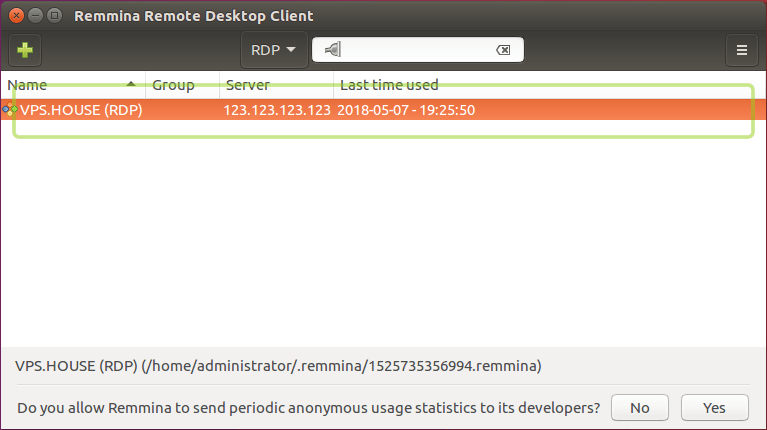 Remmina Remote Desktop Client
RDP
Name Group Server Last time used
VPS.HOUSE (RDP) 123.123.123.123 2018-05-07 - 19:25:50
VPS.HOUSE (RDP) (/home/administrator/.remmina/1525735356994.remmina)
Do you allow Remmina to send periodic anonymous usage statistics to its developers? No Yes